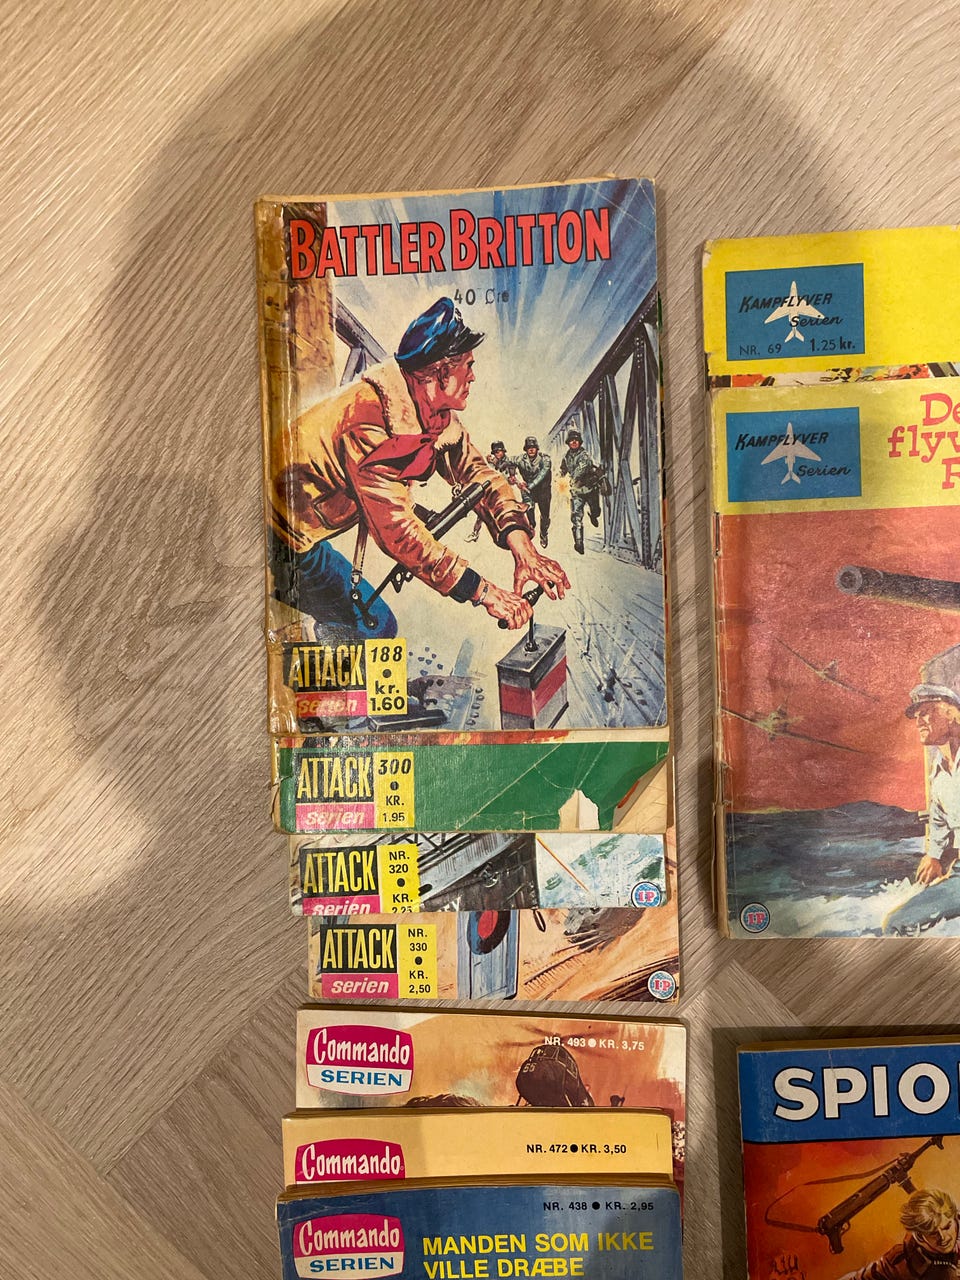 BATTLER BRITTON
40 Øre
ATTACK
serien
188
kr.
1.60
ATTACK
serien
300
KR.
1.95
ATTACK
serien
NR.
320
KR.
2.25
I·P
ATTACK
serien
NR.
330
KR.
2,50
I·P
Commando
SERIEN
NR. 493 ● KR. 3,75
55
Commando
NR. 472 ● KR. 3,50
Commando
SERIEN
NR. 438 ● KR. 2,95
MANDEN SOM IKKE
VILLE DRÆBE
KAMPFLYVER
Serien
NR. 69 1.25 kr.
KAMPFLYVER
Serien
I·P